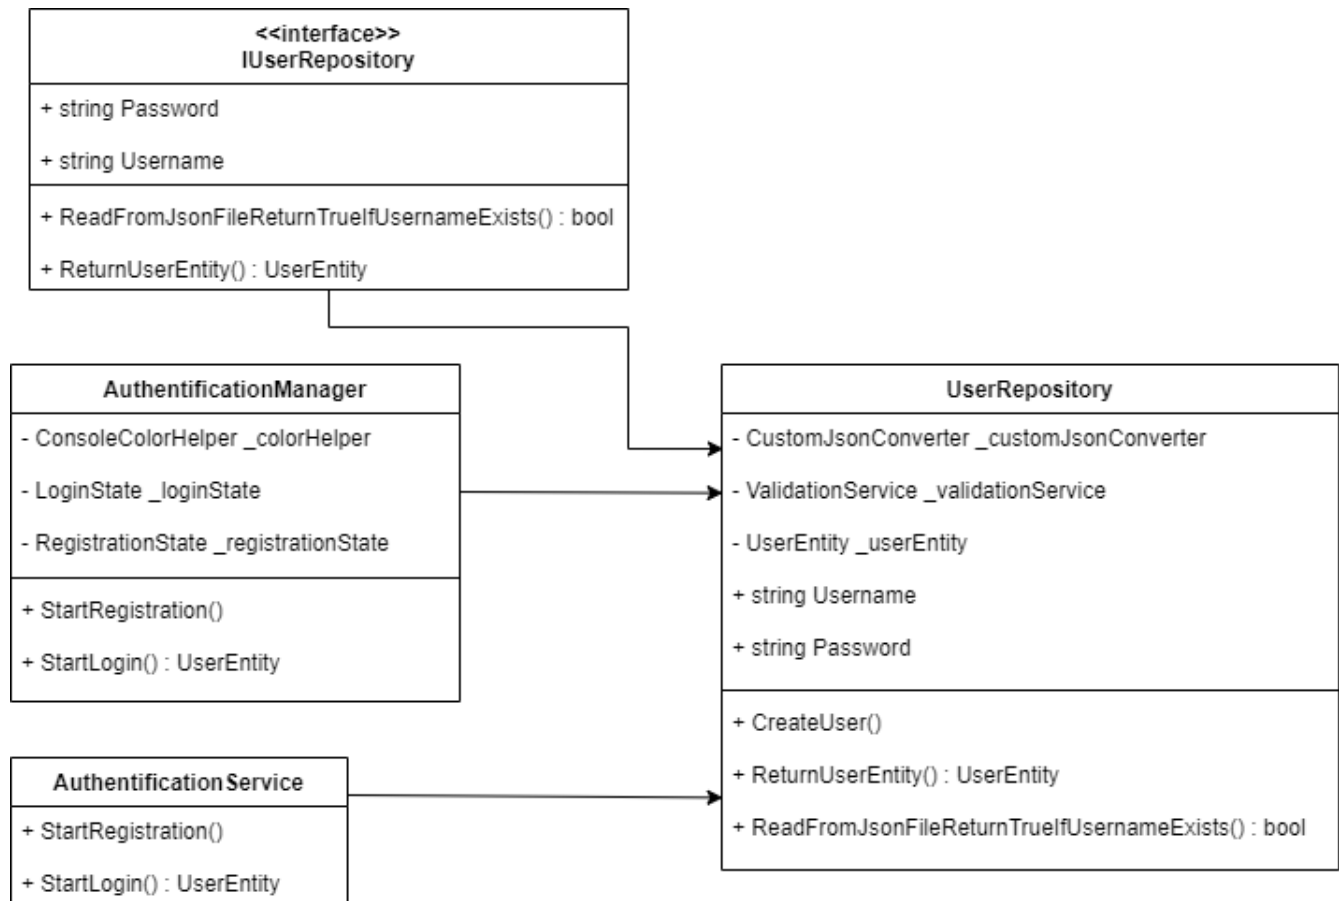 <<interface>>
IUserRepository
+ string Password
+ string Username
+ ReadFromJsonFileReturnTrueIfUsernameExists() : bool
+ ReturnUserEntity() : UserEntity
AuthentificationManager
- ConsoleColorHelper _colorHelper
- LoginState _loginState
- RegistrationState _registrationState
+ StartRegistration()
+ StartLogin() : UserEntity
UserRepository
- CustomJsonConverter _customJsonConverter
- ValidationService _validationService
- UserEntity _userEntity
+ string Username
+ string Password
+ CreateUser()
+ ReturnUserEntity() : UserEntity
+ ReadFromJsonFileReturnTrueIfUsernameExists() : bool
AuthentificationService
+ StartRegistration()
+ StartLogin() : UserEntity